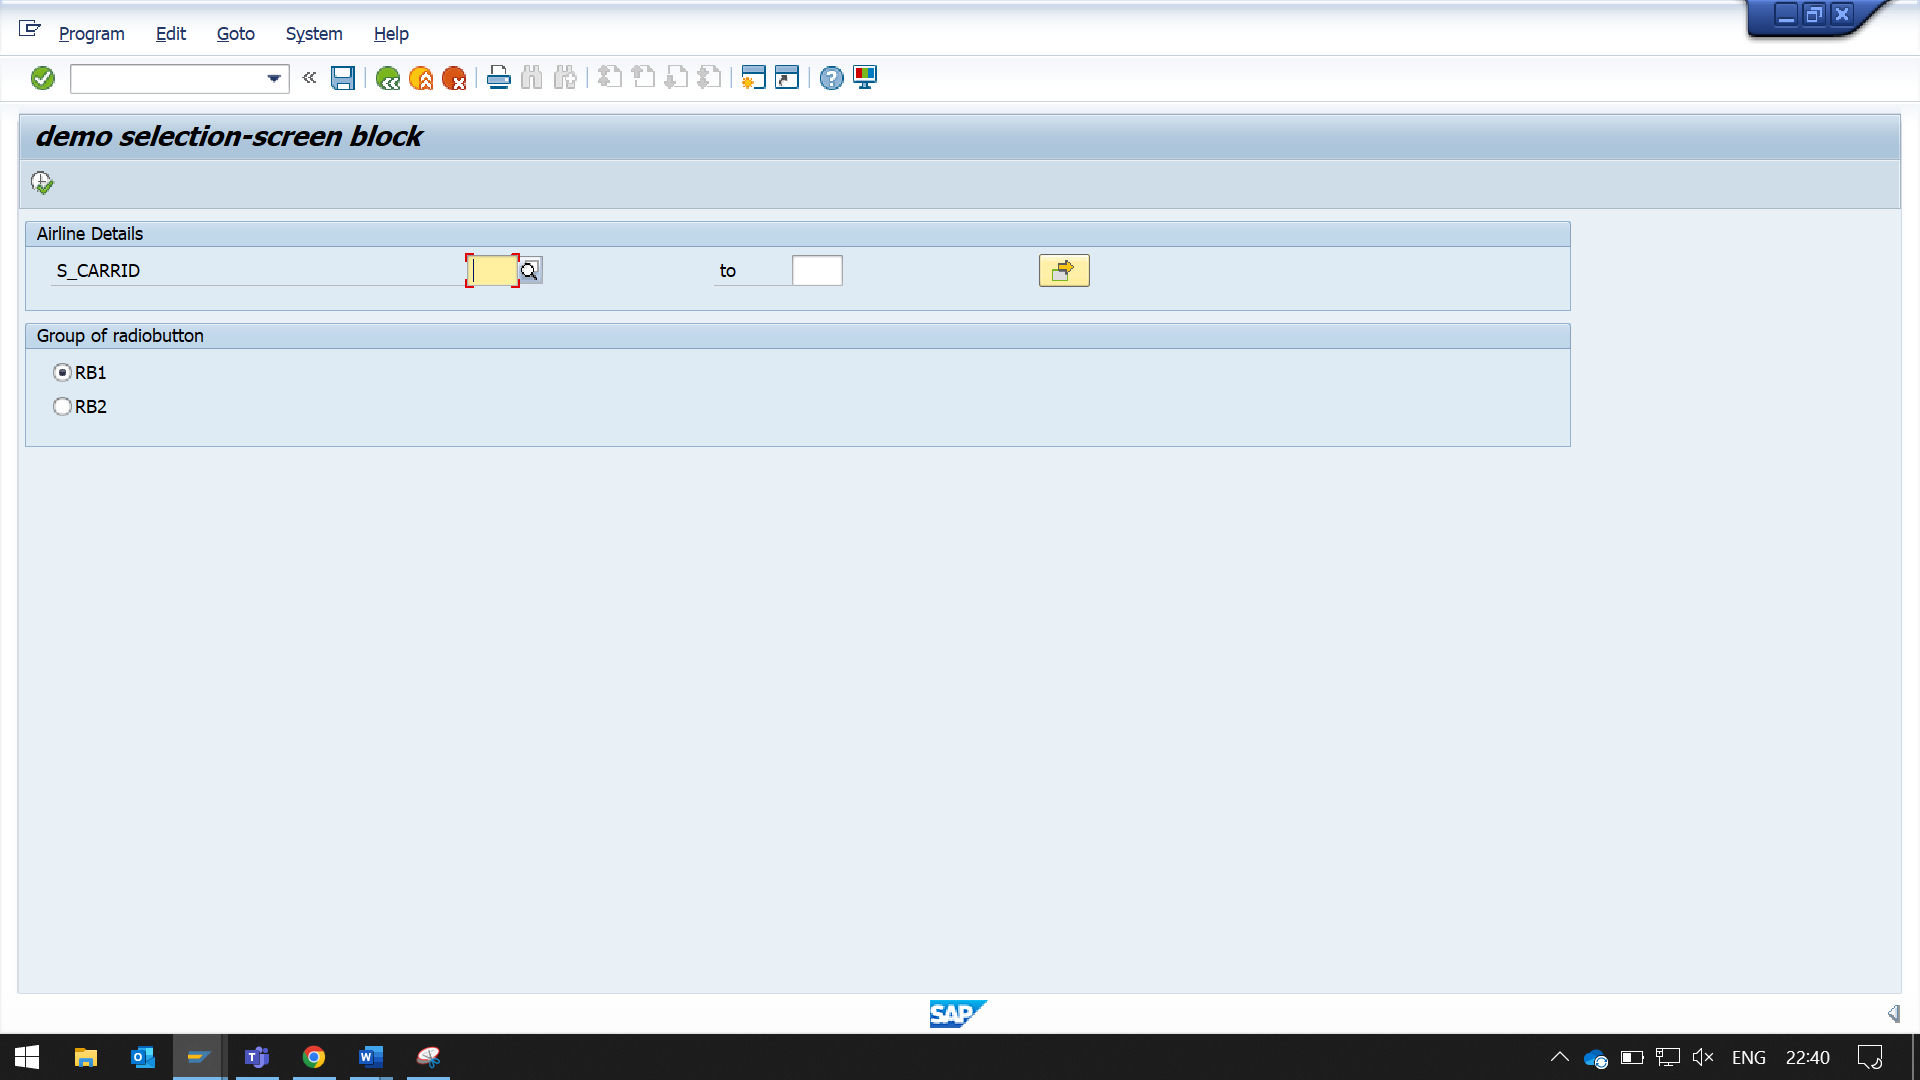 Program Edit Goto System Help
demo selection-screen block
Airline Details
S_CARRID to
Group of radiobutton
RB1
RB2
SAP
ENG 22:40